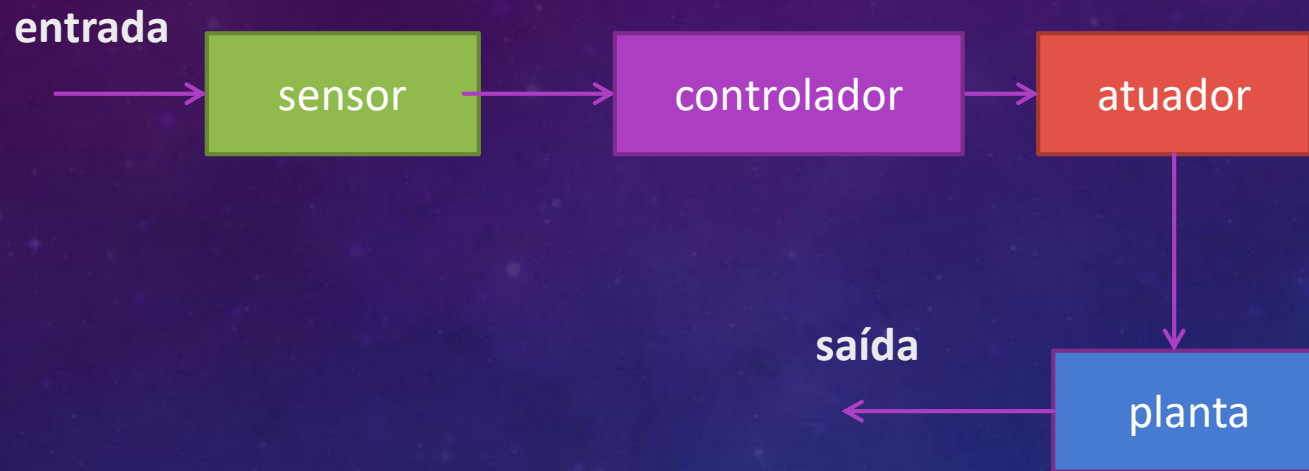 entrada
sensor
controlador
atuador
saída
planta